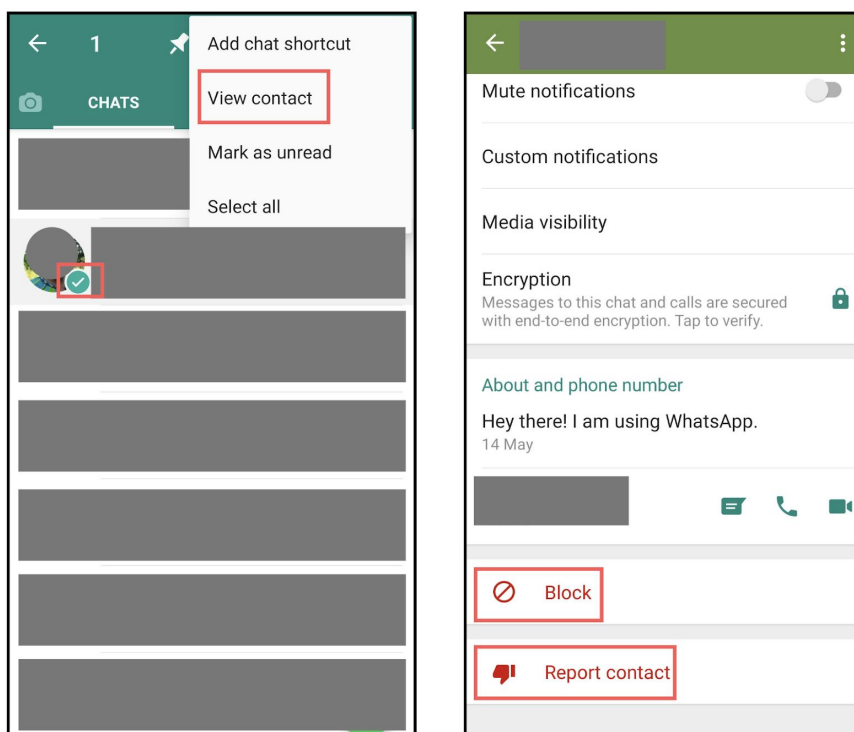 1
Add chat shortcut
CHATS
View contact
Mark as unread
Select all
Mute notifications
Custom notifications
Media visibility
Encryption
Messages to this chat and calls are secured
with end-to-end encryption. Tap to verify.
About and phone number
Hey there! I am using WhatsApp.
14 May
Block
Report contact